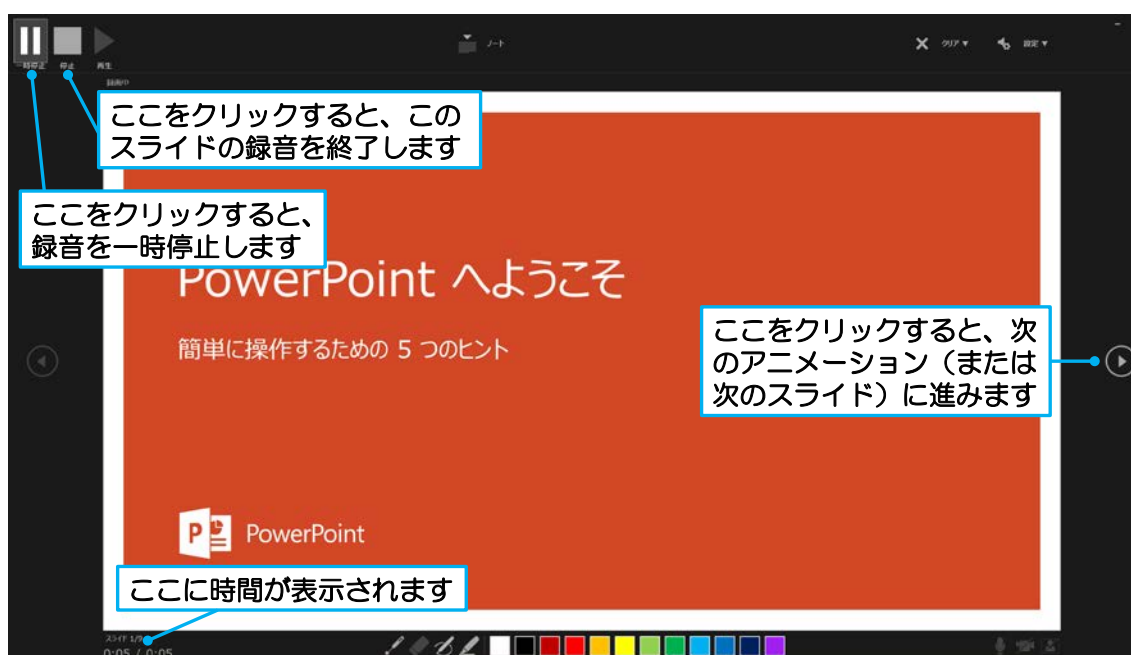 一時停止
停止
再生
ノート
クリア
設定
録画中
ここをクリックすると、この
スライドの録音を終了します
ここをクリックすると、
録音を一時停止します
PowerPoint へようこそ
簡単に操作するための 5 つのヒント
ここをクリックすると、次
のアニメーション（または
次のスライド）に進みます
P
PowerPoint
ここに時間が表示されます
スライド 1/9
0:05 / 0:05